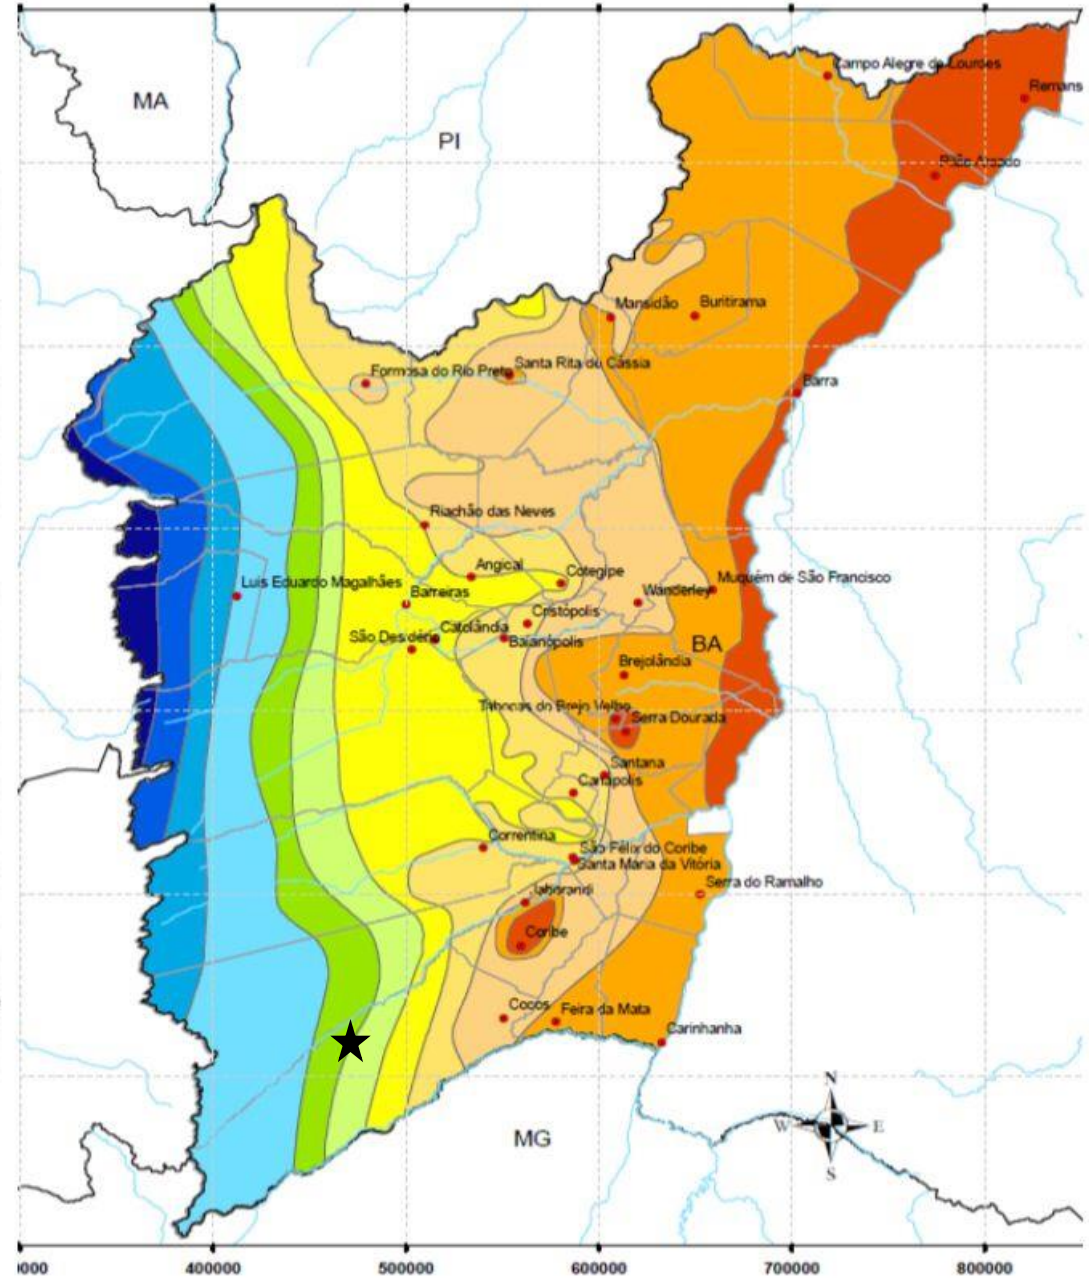 MA
PI
Campo Alegre de Lourdes
Remans
Pilão Arcado
Mansidão
Buritirama
Formosa do Rio Preto
Santa Rita de Cássia
Barra
Riachão das Neves
Angical
Cotegipe
Luis Eduardo Magalhães
Barreiras
Wanderley
Muquém de São Francisco
Cristópolis
Catolândia
São Desidério
Baianópolis
BA
Brejolândia
Tabocas do Brejo Velho
Serra Dourada
Santana
Canápolis
Correntina
São Félix do Coribe
Santa Maria da Vitória
Serra do Ramalho
Jaborandi
Coribe
Cocos
Feira da Mata
Carinhanha
N
W
E
S
MG
0000
400000
500000
600000
700000
800000